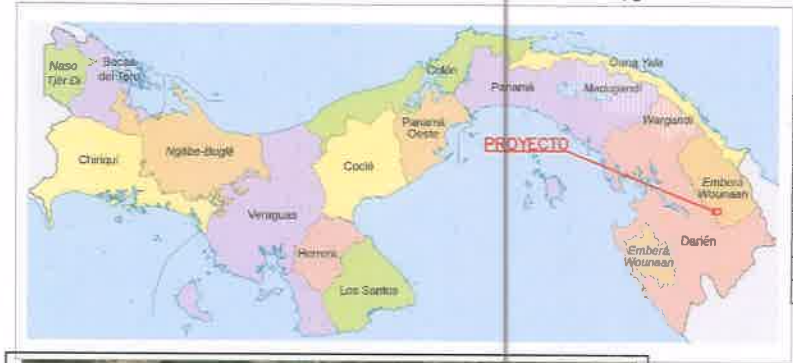 Naso
Tjër Di
Bocas
del Toro
Chiriquí
Ngäbe-Buglé
Veraguas
Herrera
Los Santos
Coclé
Colón
Panamá
Oeste
Panamá
Guna Yala
Madugandí
Wargandí
PROYECTO
Emberá
Wounaan
Darién
Emberá
Wounaan